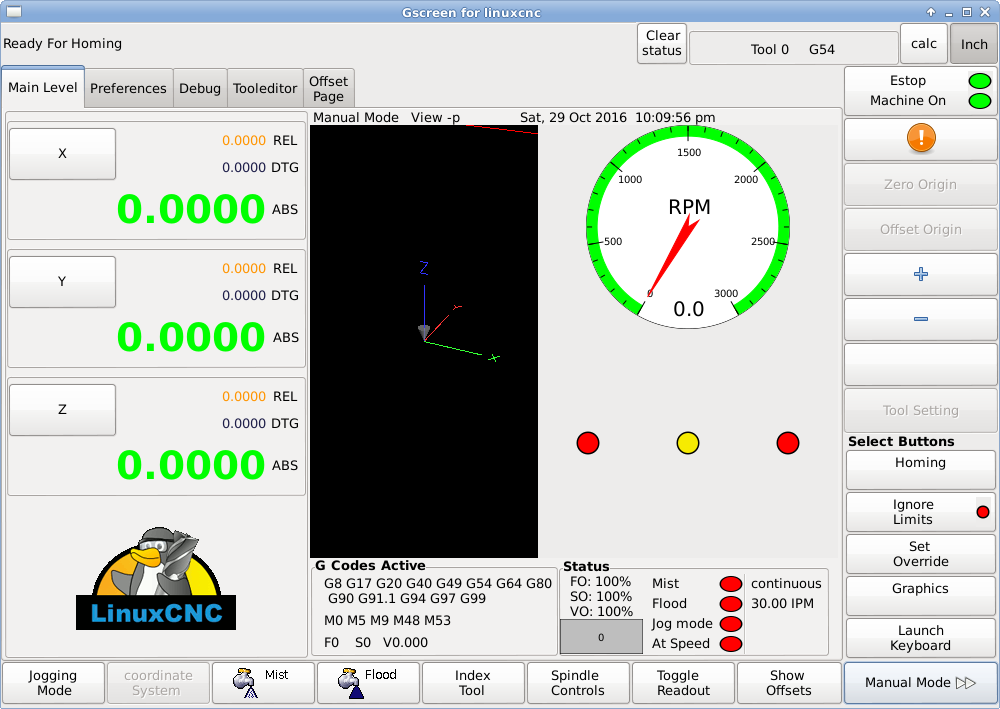 Gscreen for linuxcnc
Ready For Homing
Clear
status
Tool 0 G54
calc
Inch
Main Level
Preferences
Debug
Tooleditor
Offset
Page
Estop
Machine On
Manual Mode View -p
Sat, 29 Oct 2016 10:09:56 pm
X
0.0000 REL
0.0000 DTG
0.0000 ABS
Y
0.0000 REL
0.0000 DTG
0.0000 ABS
Z
0.0000 REL
0.0000 DTG
0.0000 ABS
LinuxCNC
Z
Y
X
RPM
0
500
1000
1500
2000
2500
3000
0.0
!
Zero Origin
Offset Origin
+
−
Tool Setting
Select Buttons
Homing
Ignore
Limits
Set
Override
Graphics
Launch
Keyboard
G Codes Active
G8 G17 G20 G40 G49 G54 G64 G80
G90 G91.1 G94 G97 G99
M0 M5 M9 M48 M53
F0 S0 V0.000
Status
FO: 100%
SO: 100%
VO: 100%
0
Mist
Flood
Jog mode
At Speed
continuous
30.00 IPM
Jogging
Mode
coordinate
System
Mist
Flood
Index
Tool
Spindle
Controls
Toggle
Readout
Show
Offsets
Manual Mode